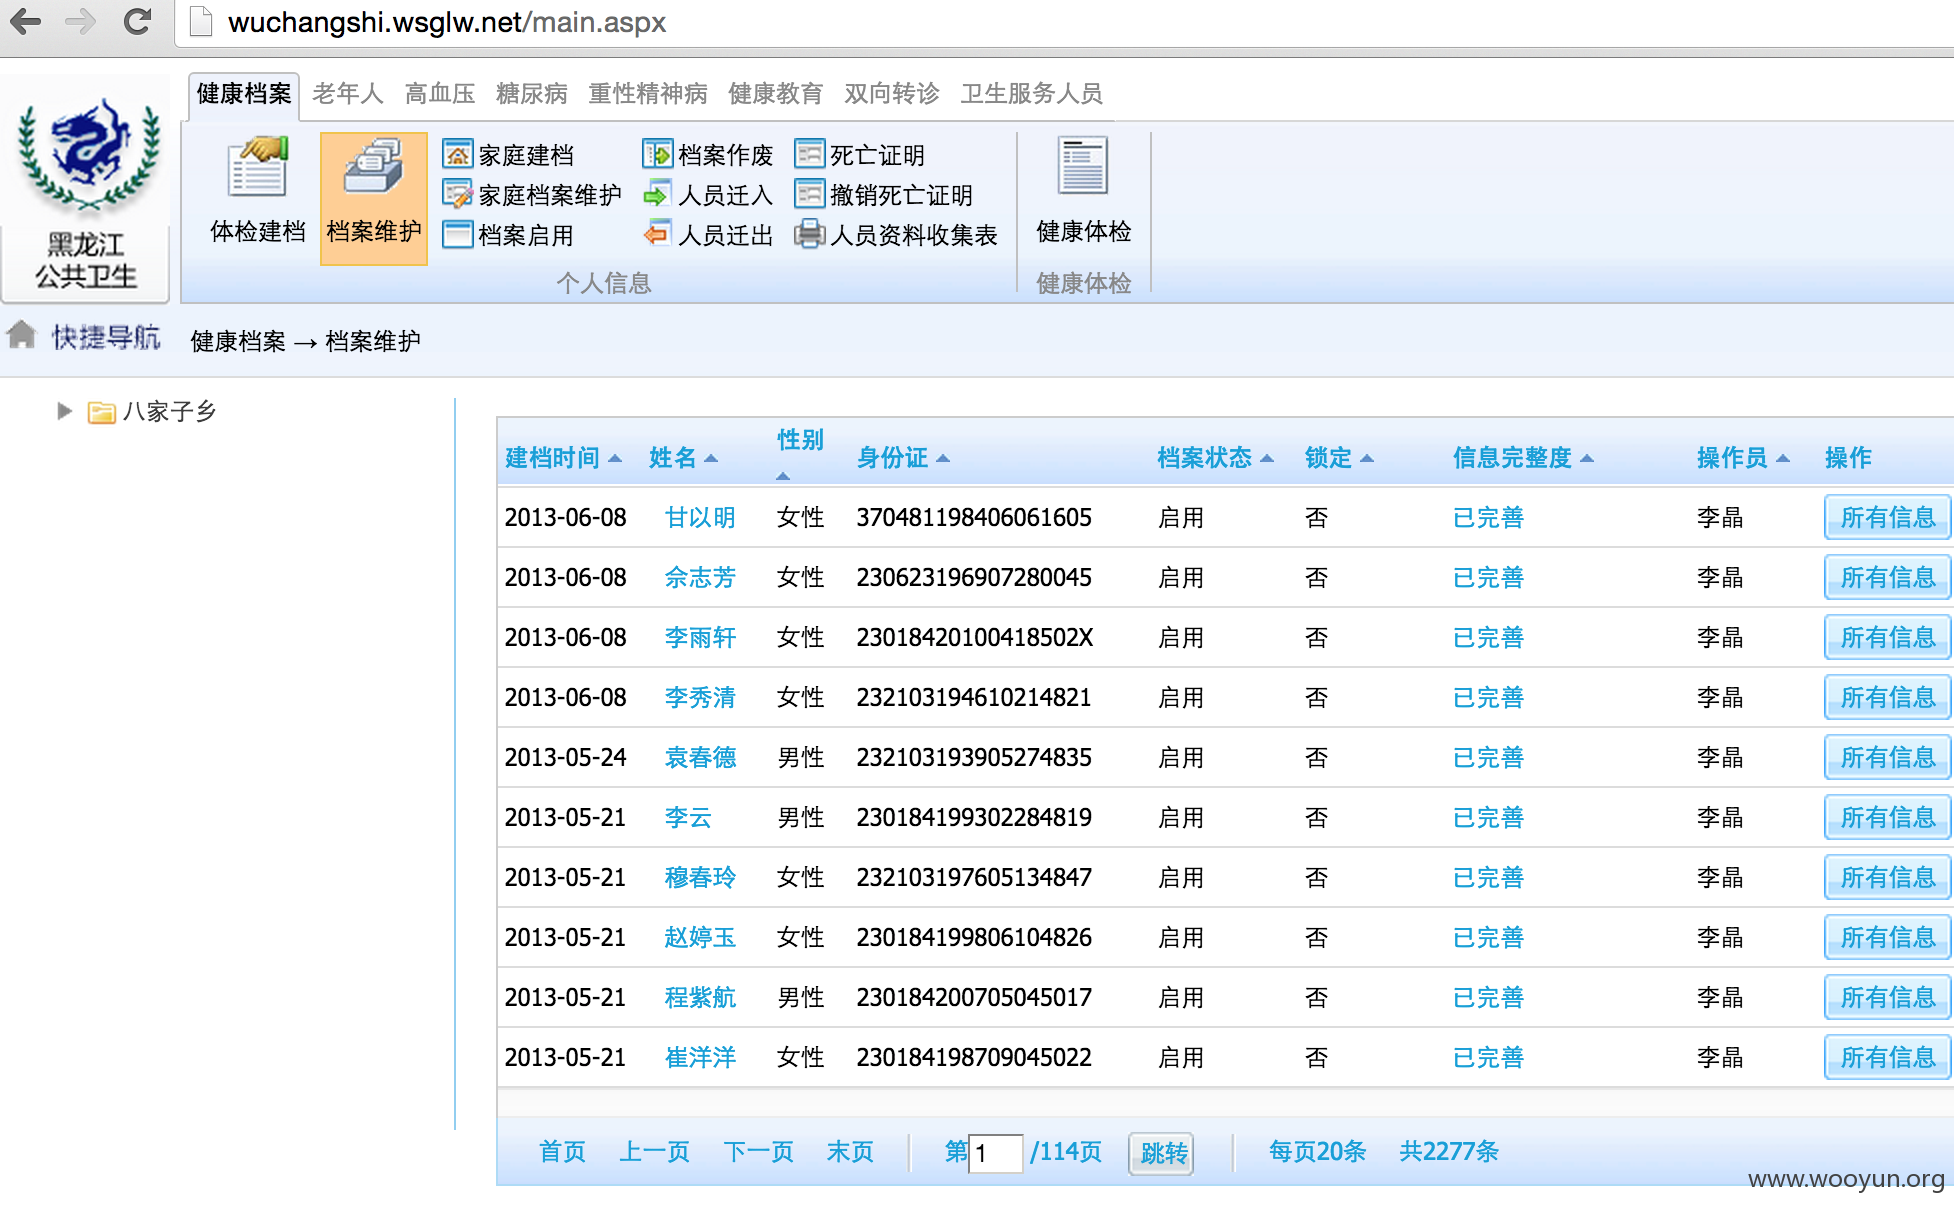 wuchangshi.wsglw.net/main.aspx
健康档案 老年人 高血压 糖尿病 重性精神病 健康教育 双向转诊 卫生服务人员
黑龙江
公共卫生
体检建档
档案维护
家庭建档 档案作废 死亡证明
家庭档案维护 人员迁入 撤销死亡证明
档案启用 人员迁出 人员资料收集表
个人信息
健康体检
健康体检
快捷导航 健康档案 → 档案维护
八家子乡
建档时间 姓名 性别 身份证 档案状态 锁定 信息完整度 操作员 操作
2013-06-08 甘以明 女性 370481198406061605 启用 否 已完善 李晶 所有信息
2013-06-08 佘志芳 女性 230623196907280045 启用 否 已完善 李晶 所有信息
2013-06-08 李雨轩 女性 23018420100418502X 启用 否 已完善 李晶 所有信息
2013-06-08 李秀清 女性 232103194610214821 启用 否 已完善 李晶 所有信息
2013-05-24 袁春德 男性 232103193905274835 启用 否 已完善 李晶 所有信息
2013-05-21 李云 男性 230184199302284819 启用 否 已完善 李晶 所有信息
2013-05-21 穆春玲 女性 232103197605134847 启用 否 已完善 李晶 所有信息
2013-05-21 赵婷玉 女性 230184199806104826 启用 否 已完善 李晶 所有信息
2013-05-21 程紫航 男性 230184200705045017 启用 否 已完善 李晶 所有信息
2013-05-21 崔洋洋 女性 230184198709045022 启用 否 已完善 李晶 所有信息
首页 上一页 下一页 末页 第1/114页 跳转 每页20条 共2277条
www.wooyun.org